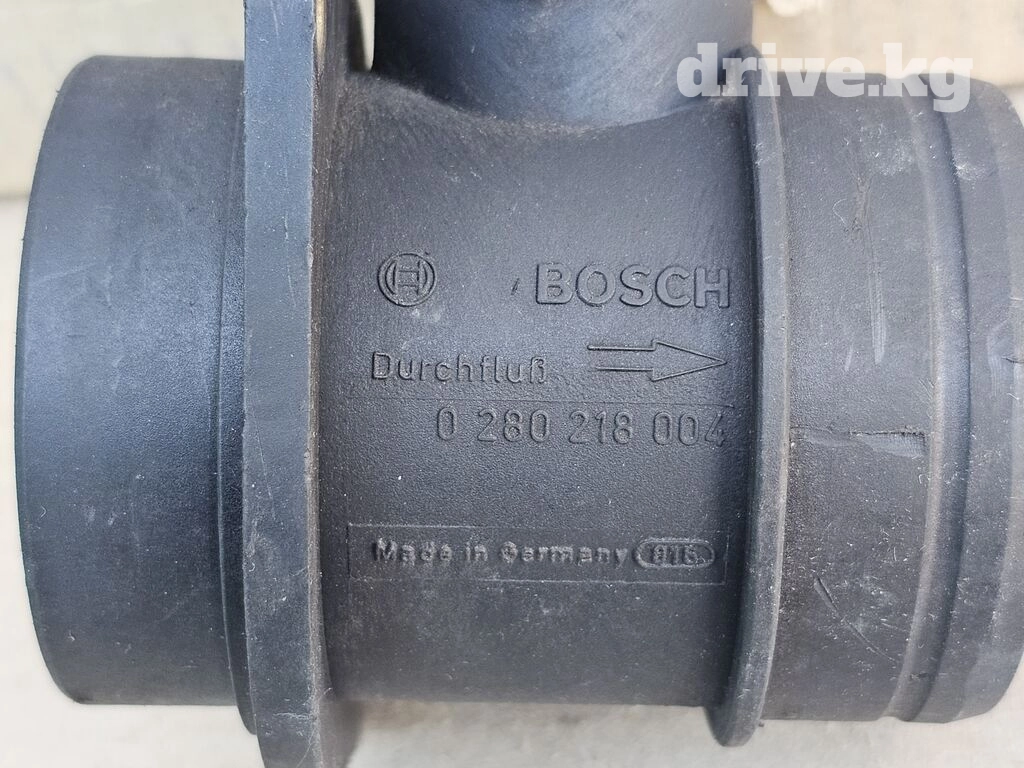 drive.kg
BOSCH
Durchfluß
0 280 218 004
Made in Germany